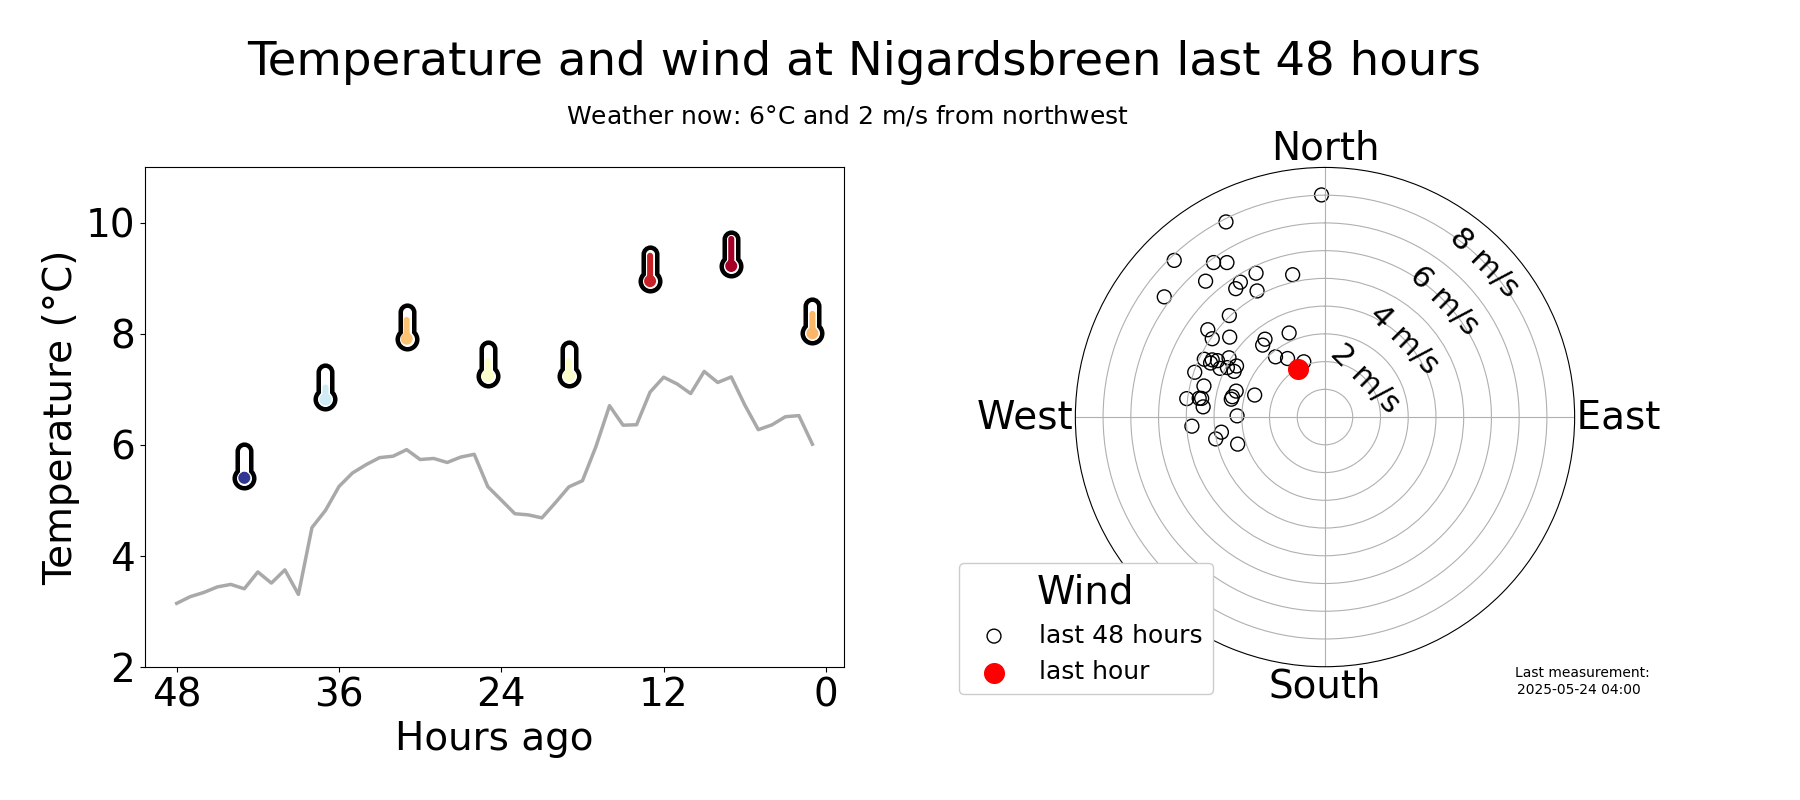 Temperature and wind at Nigardsbreen last 48 hours
Weather now: 6°C and 2 m/s from northwest
Temperature (°C)
10
8
6
4
2
48 36 24 12 0
Hours ago
North
West
East
South
8 m/s
6 m/s
4 m/s
2 m/s
Wind
last 48 hours
last hour
Last measurement:
2025-05-24 04:00